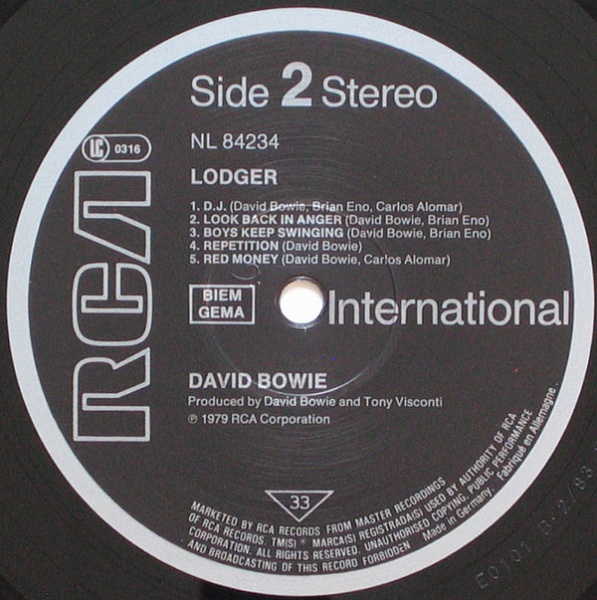 Side 2 Stereo
NL 84234
LC 0316
LODGER
1. D.J. (David Bowie, Brian Eno, Carlos Alomar)
2. LOOK BACK IN ANGER (David Bowie, Brian Eno)
3. BOYS KEEP SWINGING (David Bowie, Brian Eno)
4. REPETITION (David Bowie)
5. RED MONEY (David Bowie, Carlos Alomar)
RCA
BIEM
GEMA
International
DAVID BOWIE
Produced by David Bowie and Tony Visconti
℗ 1979 RCA Corporation
33
MARKETED BY RCA RECORDS FROM MASTER RECORDINGS
OF RCA RECORDS. TM(S) ® MARCA(S) REGISTRADA(S) USED BY AUTHORITY OF RCA
CORPORATION. ALL RIGHTS RESERVED. UNAUTHORISED COPYING, PUBLIC PERFORMANCE
AND BROADCASTING OF THIS RECORD FORBIDDEN
Made in Germany. Fabriqué en Allemagne.